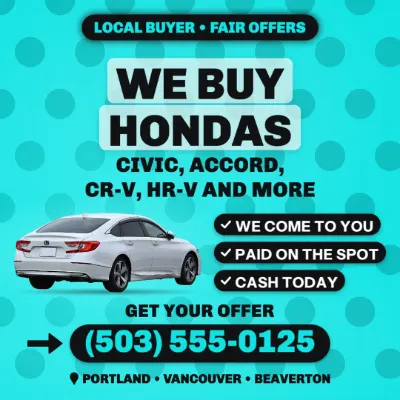 LOCAL BUYER • FAIR OFFERS
WE BUY
HONDAS
CIVIC, ACCORD,
CR-V, HR-V AND MORE
✓ WE COME TO YOU
✓ PAID ON THE SPOT
✓ CASH TODAY
GET YOUR OFFER
(503) 555-0125
PORTLAND • VANCOUVER • BEAVERTON